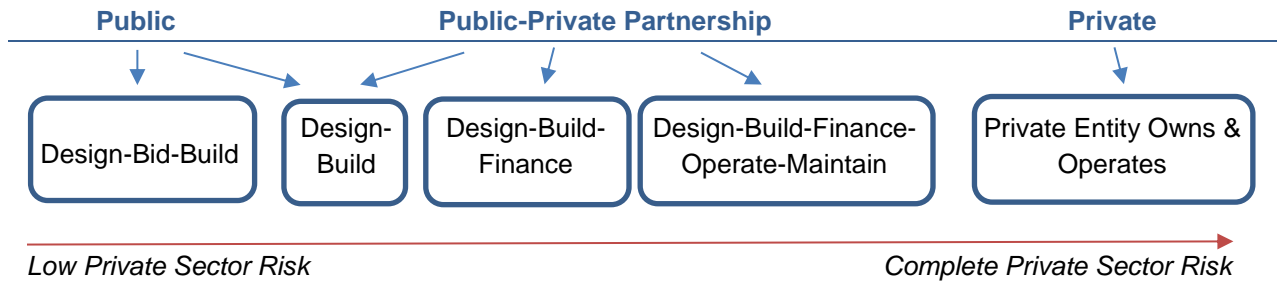 Public
Public-Private Partnership
Private
Design-Bid-Build
Design-
Build
Design-Build-
Finance
Design-Build-Finance-
Operate-Maintain
Private Entity Owns &
Operates
Low Private Sector Risk
Complete Private Sector Risk